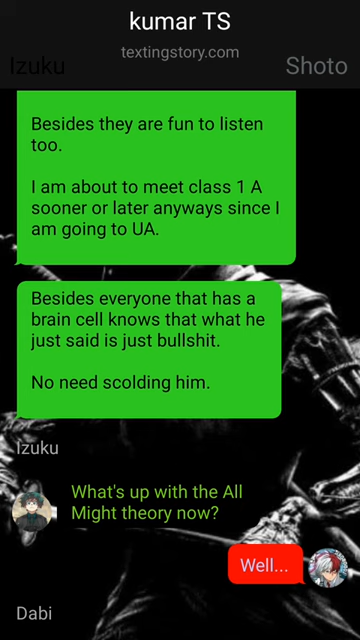 kumar TS
textingstory.com
Izuku
Shoto
Besides they are fun to listen
too.
I am about to meet class 1 A
sooner or later anyways since I
am going to UA.
Besides everyone that has a
brain cell knows that what he
just said is just bullshit.
No need scolding him.
Izuku
What's up with the All
Might theory now?
Well...
Dabi